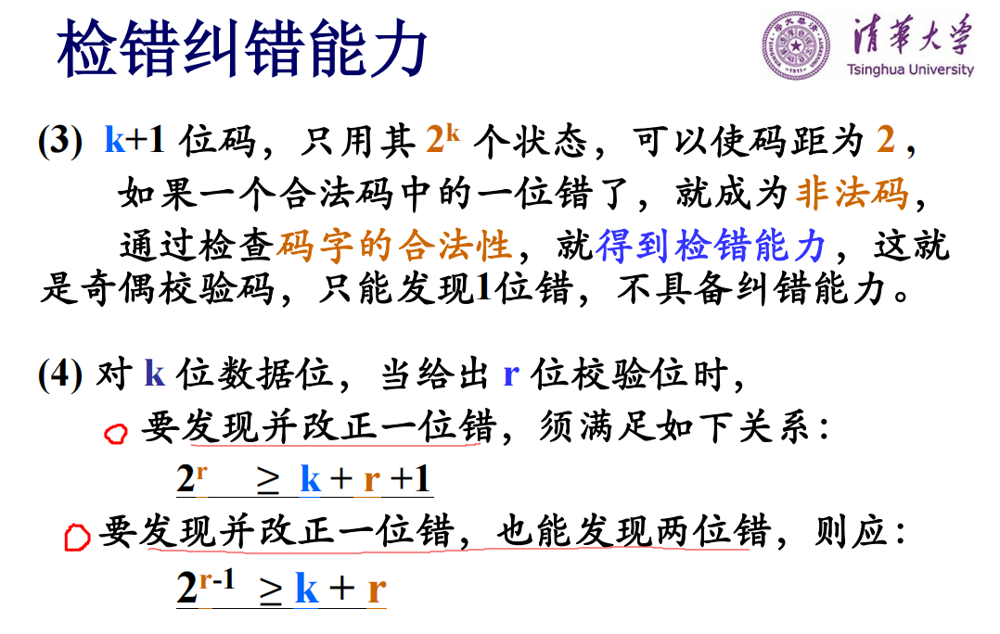 检错纠错能力
清华大学
Tsinghua University
(3) k+1 位码，只用其 2^k 个状态，可以使码距为 2，
如果一个合法码中的一位错了，就成为非法码，
通过检查码字的合法性，就得到检错能力，这就
是奇偶校验码，只能发现1位错，不具备纠错能力。
(4) 对 k 位数据位，当给出 r 位校验位时，
要发现并改正一位错，须满足如下关系：
2^r ≥ k + r +1
要发现并改正一位错，也能发现两位错，则应：
2^(r-1) ≥ k + r